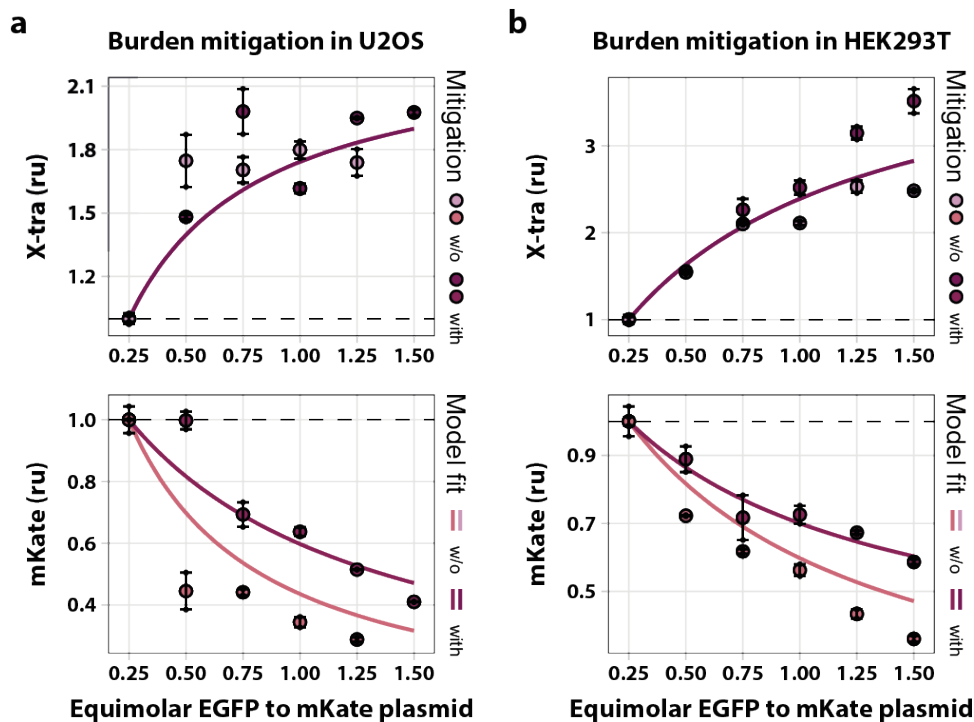 a
Burden mitigation in U2OS
X-tra (ru)
2.1
1.8
1.5
1.2
0.25 0.50 0.75 1.00 1.25 1.50
Mitigation w/o with
mKate (ru)
1.0
0.8
0.6
0.4
0.25 0.50 0.75 1.00 1.25 1.50
Model fit w/o with
Equimolar EGFP to mKate plasmid
b
Burden mitigation in HEK293T
X-tra (ru)
3
2
1
0.25 0.50 0.75 1.00 1.25 1.50
Mitigation w/o with
mKate (ru)
0.9
0.7
0.5
0.25 0.50 0.75 1.00 1.25 1.50
Model fit w/o with
Equimolar EGFP to mKate plasmid